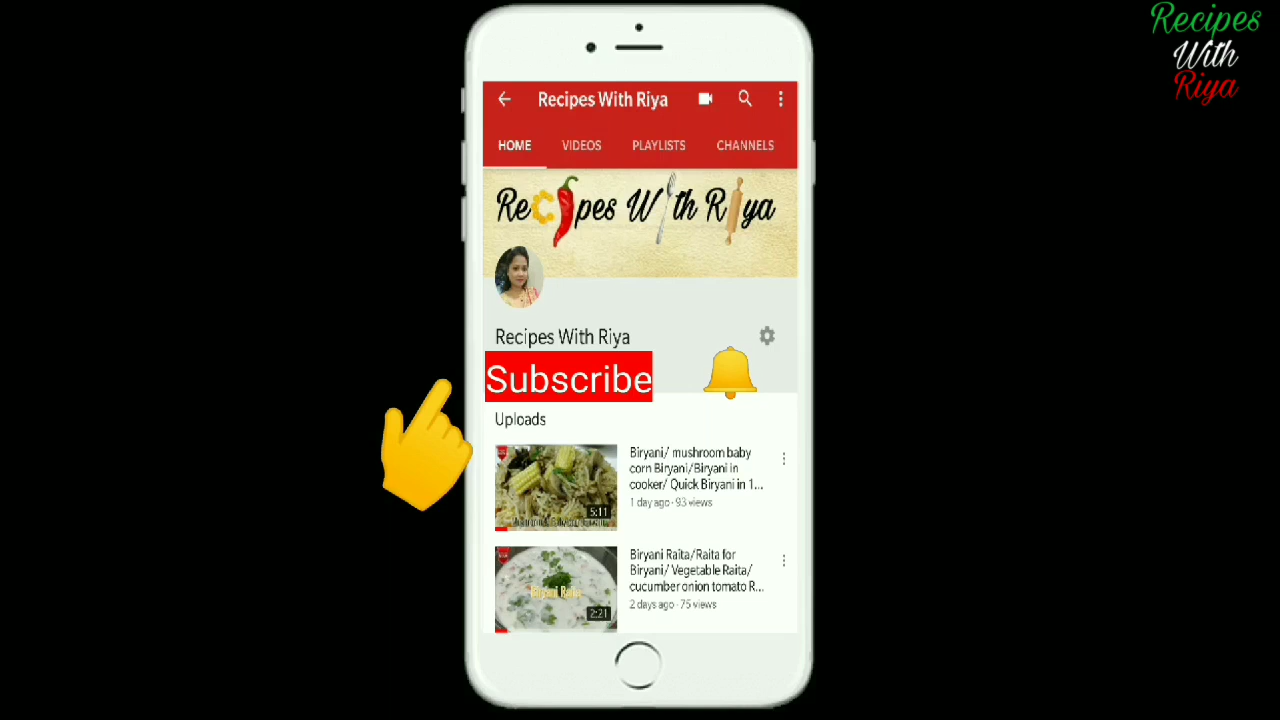 Recipes
With
Riya
Recipes With Riya
HOME VIDEOS PLAYLISTS CHANNELS
Recipes With Riya
Recipes With Riya
Subscribe
Uploads
Biryani/ mushroom baby
corn Biryani/Biryani in
cooker/ Quick Biryani in 1...
1 day ago · 93 views
5:11
Biryani Raita/Raita for
Biryani/ Vegetable Raita/
cucumber onion tomato R...
2 days ago · 75 views
Biryani Raita
2:21